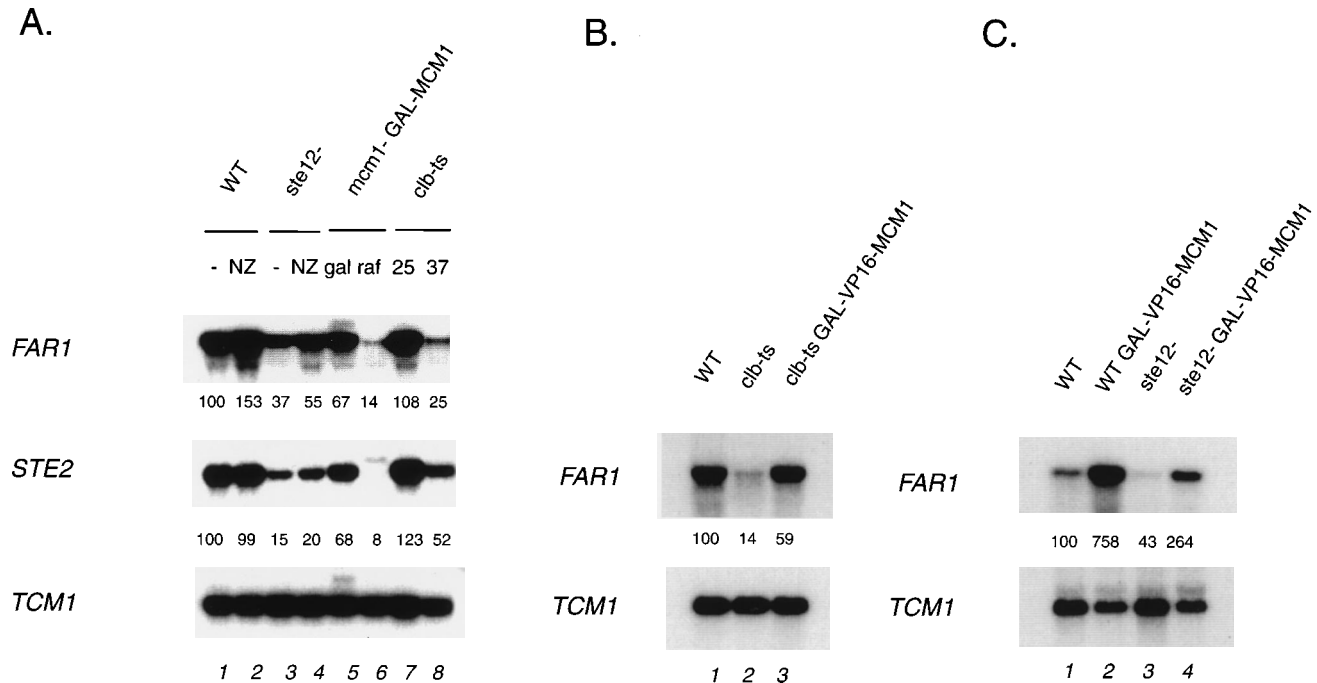 A.
WT ste12- mcm1- GAL-MCM1 clb-ts
- NZ - NZ gal raf 25 37
FAR1
100 153 37 55 67 14 108 25
STE2
100 99 15 20 68 8 123 52
TCM1
1 2 3 4 5 6 7 8
B.
WT clb-ts clb-ts GAL-VP16-MCM1
FAR1
100 14 59
TCM1
1 2 3
C.
WT WT GAL-VP16-MCM1 ste12- ste12- GAL-VP16-MCM1
FAR1
100 758 43 264
TCM1
1 2 3 4